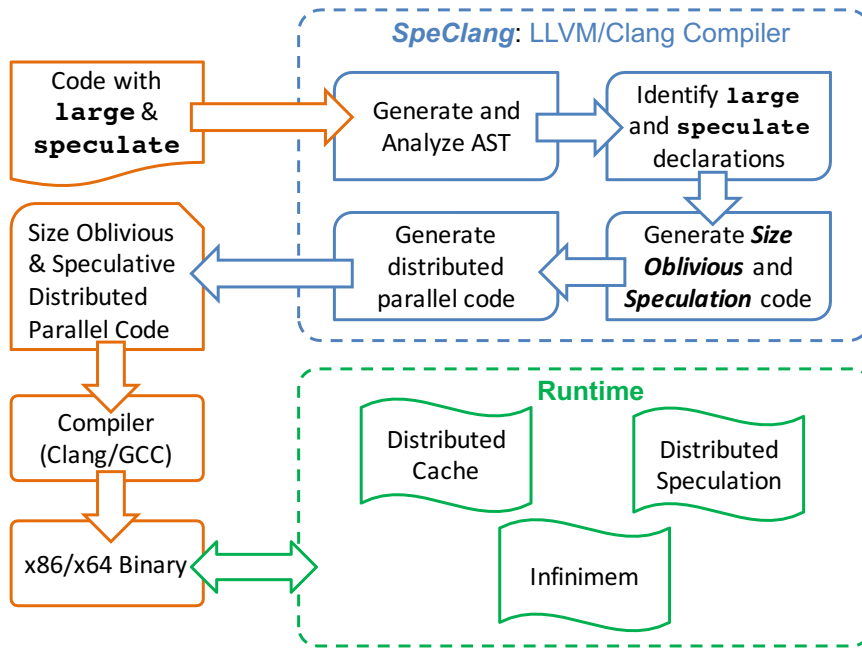 SpeClang: LLVM/Clang Compiler
Code with
large &
speculate
Generate and
Analyze AST
Identify large
and speculate
declarations
Size Oblivious
& Speculative
Distributed
Parallel Code
Generate
distributed
parallel code
Generate Size
Oblivious and
Speculation code
Compiler
(Clang/GCC)
x86/x64 Binary
Runtime
Distributed
Cache
Distributed
Speculation
Infinimem